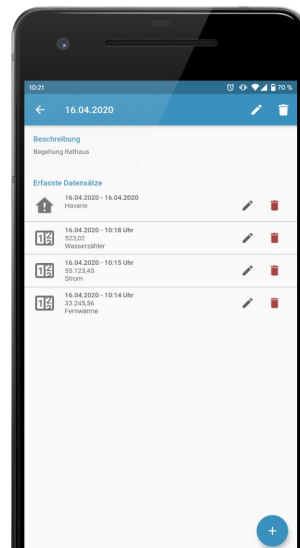 10:21
70 %
16.04.2020
Beschreibung
Begehung Rathaus
Erfasste Datensätze
16.04.2020 - 16.04.2020
Havarie
16.04.2020 - 10:18 Uhr
523,02
Wasserzähler
16.04.2020 - 10:15 Uhr
55.123,45
Strom
16.04.2020 - 10:14 Uhr
33.245,56
Fernwärme